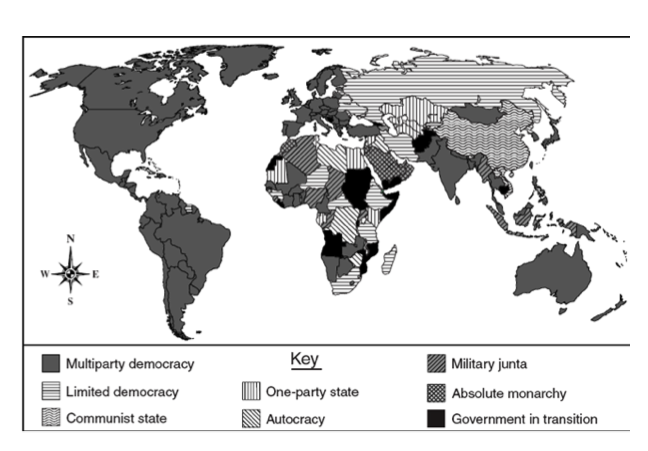 N
W
E
S
Key
Multiparty democracy
Limited democracy
Communist state
One-party state
Autocracy
Military junta
Absolute monarchy
Government in transition